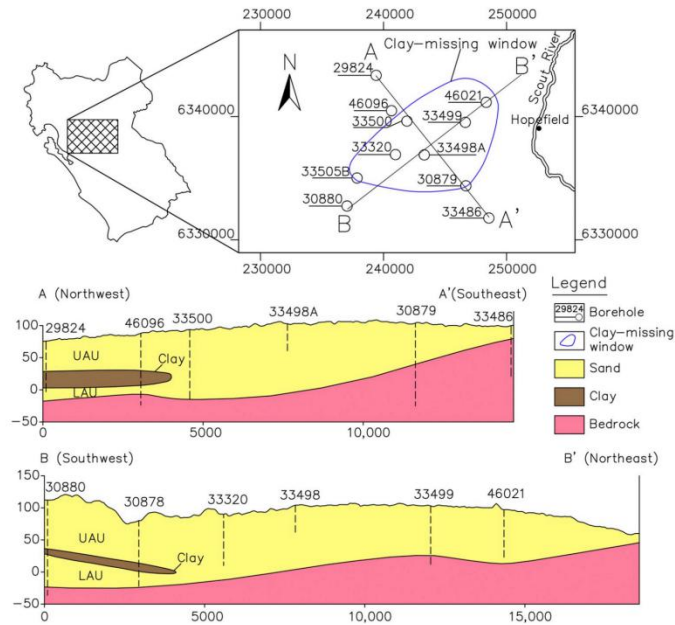 230000 240000 250000
Clay-missing window
N
A
B'
29824
46021
46096
33499
33500
33320
33498A
33505B
30879
30880
33486
B
A'
Scout River
Hopefield
6340000 6340000
6330000 6330000
230000 240000 250000
A (Northwest) A'(Southeast)
29824 46096 33500 33498A 30879 33486
100
50
0
-50
UAU
Clay
LAU
0 5000 10,000
B (Southwest) B' (Northeast)
30880 30878 33320 33498 33499 46021
150
100
50
0
-50
UAU
Clay
LAU
0 5000 10,000 15,000
Legend
29824 Borehole
Clay-missing
window
Sand
Clay
Bedrock